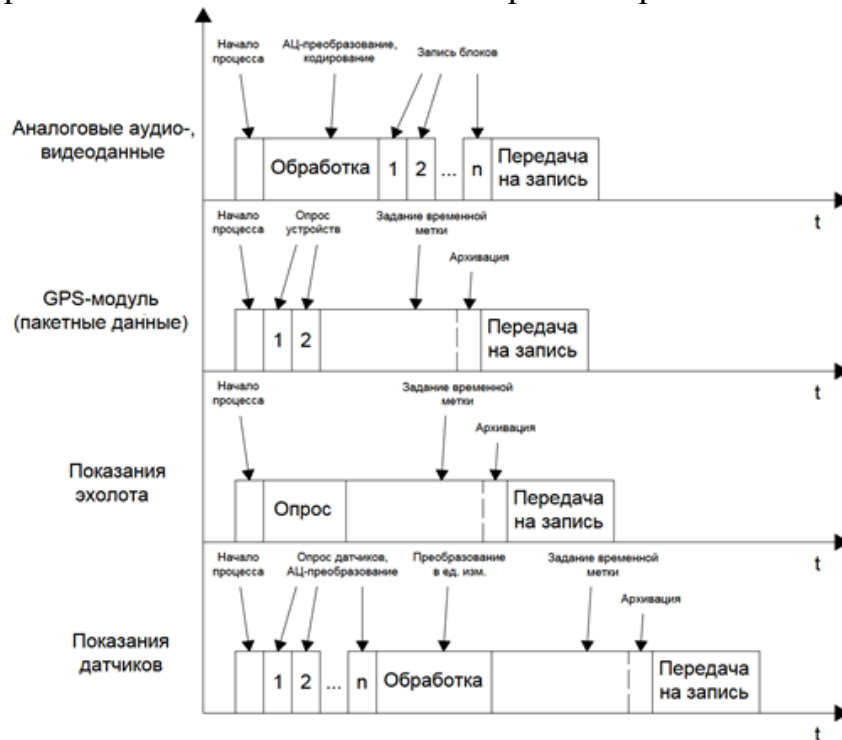 Начало
процесса
АЦ-преобразование,
кодирование
Запись блоков
Аналоговые аудио-,
видеоданные
Обработка
1
2
...
n
Передача
на запись
t
Начало
процесса
Опрос
устройств
Задание временной
метки
Архивация
GPS-модуль
(пакетные данные)
1
2
Передача
на запись
t
Начало
процесса
Задание временной
метки
Архивация
Показания
эхолота
Опрос
Передача
на запись
t
Начало
процесса
Опрос датчиков,
АЦ-преобразование
Преобразование
в ед. изм.
Задание временной
метки
Архивация
Показания
датчиков
1
2
...
n
Обработка
Передача
на запись
t